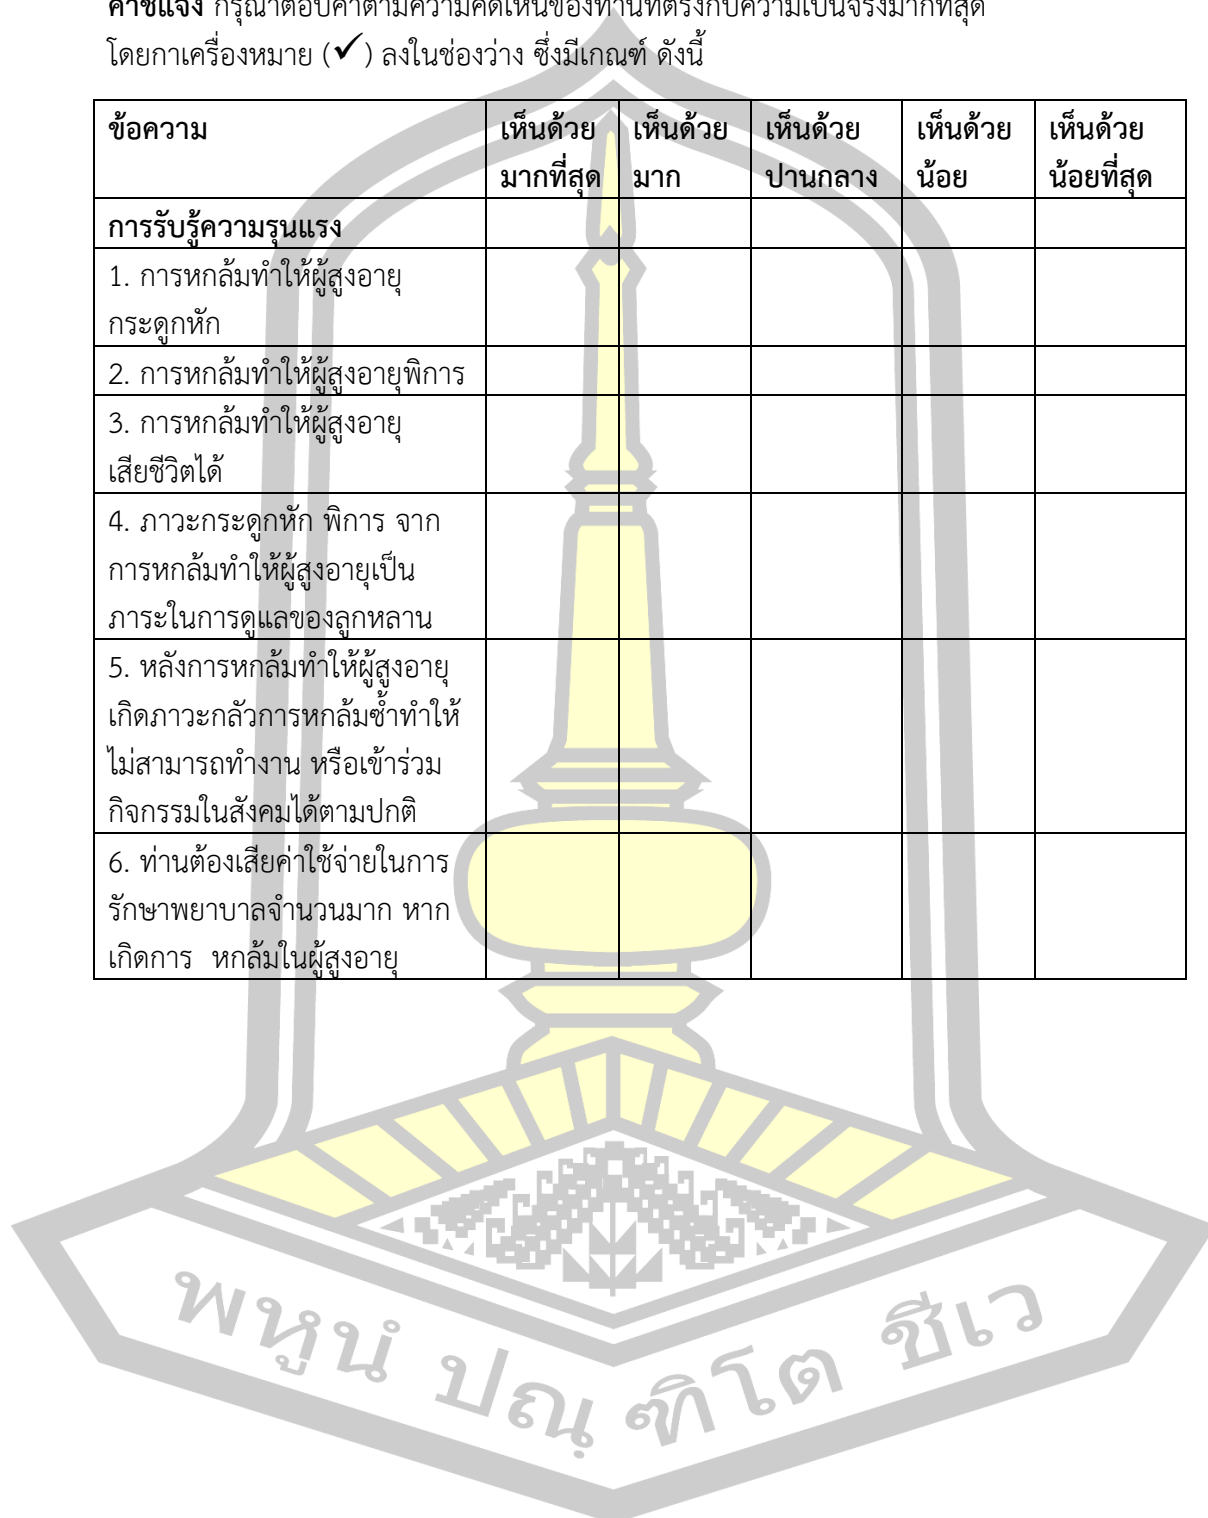 คำชี้แจง กรุณาตอบคำถามความคิดเห็นของท่านที่ตรงกับความเป็นจริงมากที่สุด
โดยกาเครื่องหมาย (✓) ลงในช่องว่าง ซึ่งมีเกณฑ์ ดังนี้
ข้อความ เห็นด้วย เห็นด้วย เห็นด้วย เห็นด้วย เห็นด้วย
มากที่สุด มาก ปานกลาง น้อย น้อยที่สุด
การรับรู้ความรุนแรง
1. การหกล้มทำให้ผู้สูงอายุ
กระดูกหัก
2. การหกล้มทำให้ผู้สูงอายุพิการ
3. การหกล้มทำให้ผู้สูงอายุ
เสียชีวิตได้
4. ภาวะกระดูกหัก พิการ จาก
การหกล้มทำให้ผู้สูงอายุเป็น
ภาระในการดูแลของลูกหลาน
5. หลังการหกล้มทำให้ผู้สูงอายุ
เกิดภาวะกลัวการหกล้มซ้ำทำให้
ไม่สามารถทำงาน หรือเข้าร่วม
กิจกรรมในสังคมได้ตามปกติ
6. ท่านต้องเสียค่าใช้จ่ายในการ
รักษาพยาบาลจำนวนมาก หาก
เกิดการ หกล้มในผู้สูงอายุ
พหูนํ ปณฺฑิโต ชีเว